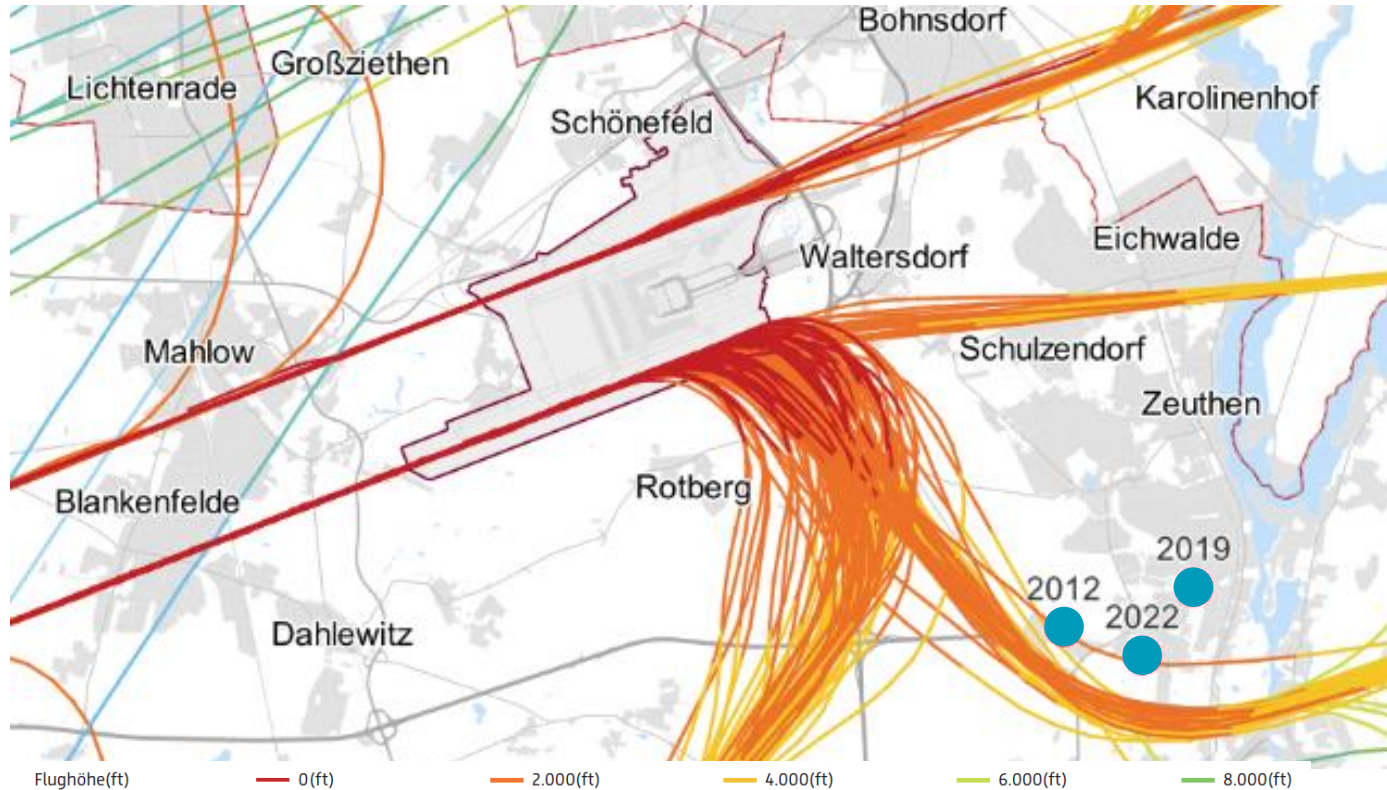 Bohnsdorf
Großziethen
Lichtenrade
Karolinenhof
Schönefeld
Eichwalde
Waltersdorf
Mahlow
Schulzendorf
Zeuthen
Rotberg
Blankenfelde
2019
2012
2022
Dahlewitz
Flughöhe(ft) 0(ft) 2.000(ft) 4.000(ft) 6.000(ft) 8.000(ft)